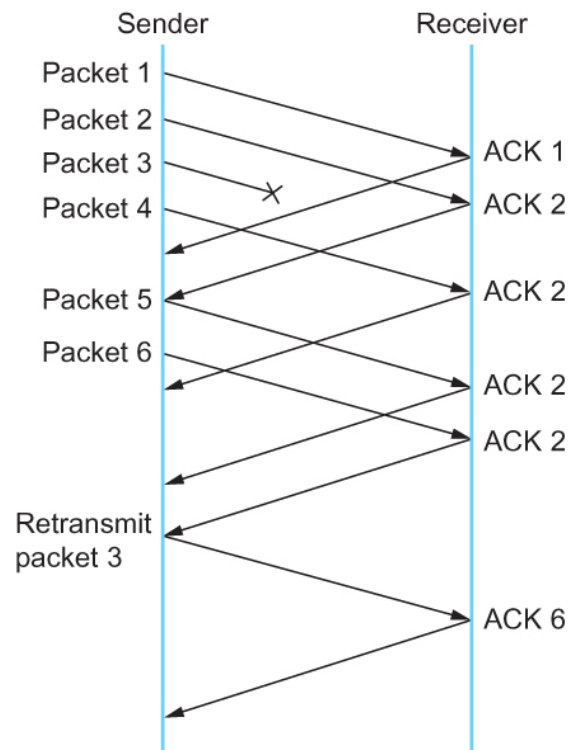 Sender
Receiver
Packet 1
Packet 2
Packet 3
Packet 4
Packet 5
Packet 6
Retransmit
packet 3
ACK 1
ACK 2
ACK 2
ACK 2
ACK 2
ACK 6